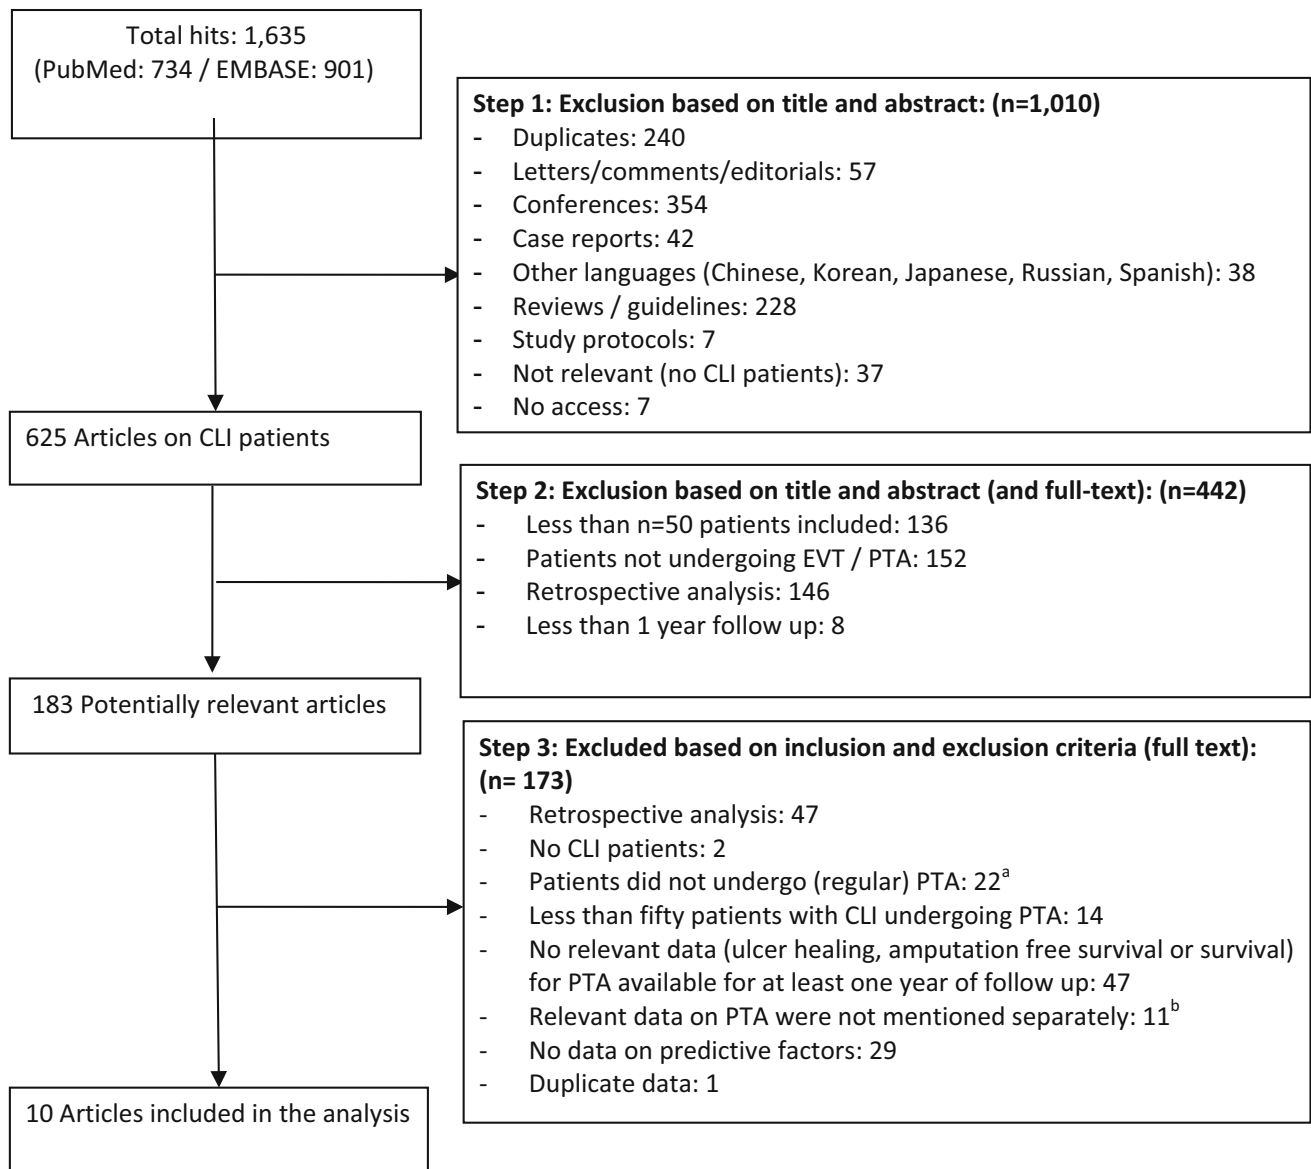 Total hits: 1,635
(PubMed: 734 / EMBASE: 901)
Step 1: Exclusion based on title and abstract: (n=1,010)
- Duplicates: 240
- Letters/comments/editorials: 57
- Conferences: 354
- Case reports: 42
- Other languages (Chinese, Korean, Japanese, Russian, Spanish): 38
- Reviews / guidelines: 228
- Study protocols: 7
- Not relevant (no CLI patients): 37
- No access: 7
625 Articles on CLI patients
Step 2: Exclusion based on title and abstract (and full-text): (n=442)
- Less than n=50 patients included: 136
- Patients not undergoing EVT / PTA: 152
- Retrospective analysis: 146
- Less than 1 year follow up: 8
183 Potentially relevant articles
Step 3: Excluded based on inclusion and exclusion criteria (full text):
(n= 173)
- Retrospective analysis: 47
- No CLI patients: 2
- Patients did not undergo (regular) PTA: 22a
- Less than fifty patients with CLI undergoing PTA: 14
- No relevant data (ulcer healing, amputation free survival or survival)
for PTA available for at least one year of follow up: 47
- Relevant data on PTA were not mentioned separately: 11b
- No data on predictive factors: 29
- Duplicate data: 1
10 Articles included in the analysis